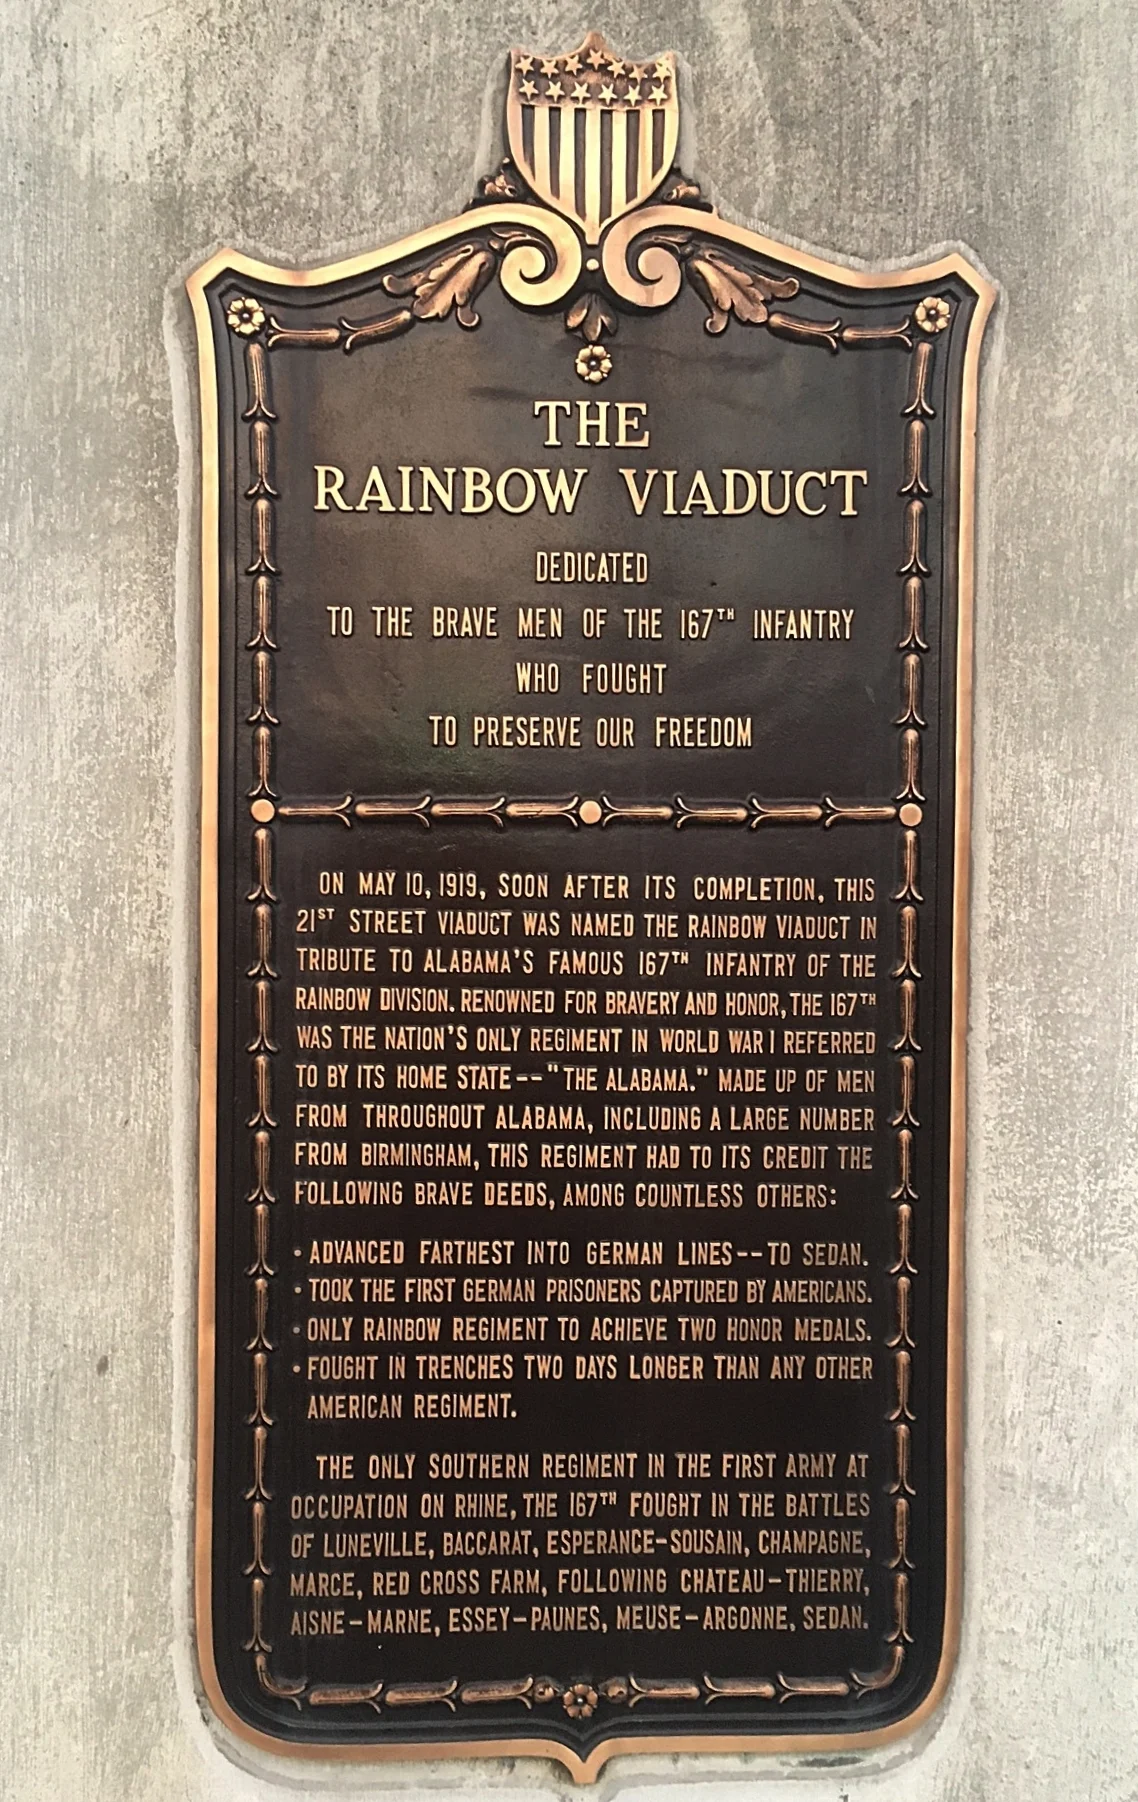 THE
RAINBOW VIADUCT
DEDICATED
TO THE BRAVE MEN OF THE 167TH INFANTRY
WHO FOUGHT
TO PRESERVE OUR FREEDOM
ON MAY 10, 1919, SOON AFTER ITS COMPLETION, THIS
21ST STREET VIADUCT WAS NAMED THE RAINBOW VIADUCT IN
TRIBUTE TO ALABAMA'S FAMOUS 167TH INFANTRY OF THE
RAINBOW DIVISION. RENOWNED FOR BRAVERY AND HONOR, THE 167TH
WAS THE NATION'S ONLY REGIMENT IN WORLD WAR I REFERRED
TO BY ITS HOME STATE--"THE ALABAMA." MADE UP OF MEN
FROM THROUGHOUT ALABAMA, INCLUDING A LARGE NUMBER
FROM BIRMINGHAM, THIS REGIMENT HAD TO ITS CREDIT THE
FOLLOWING BRAVE DEEDS, AMONG COUNTLESS OTHERS:
• ADVANCED FARTHEST INTO GERMAN LINES--TO SEDAN.
• TOOK THE FIRST GERMAN PRISONERS CAPTURED BY AMERICANS.
• ONLY RAINBOW REGIMENT TO ACHIEVE TWO HONOR MEDALS.
• FOUGHT IN TRENCHES TWO DAYS LONGER THAN ANY OTHER
AMERICAN REGIMENT.
THE ONLY SOUTHERN REGIMENT IN THE FIRST ARMY AT
OCCUPATION ON RHINE, THE 167TH FOUGHT IN THE BATTLES
OF LUNEVILLE, BACCARAT, ESPERANCE-SOUSAIN, CHAMPAGNE,
MARCE, RED CROSS FARM, FOLLOWING CHATEAU-THIERRY,
AISNE-MARNE, ESSEY-PAUNES, MEUSE-ARGONNE, SEDAN.